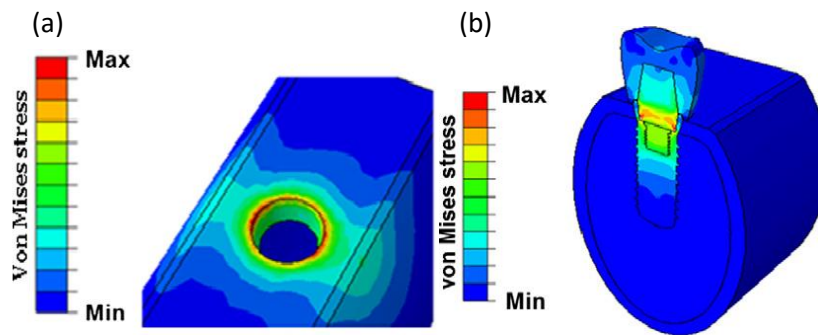 (a)
Von Mises stress
Max
Min
(b)
von Mises stress
Max
Min